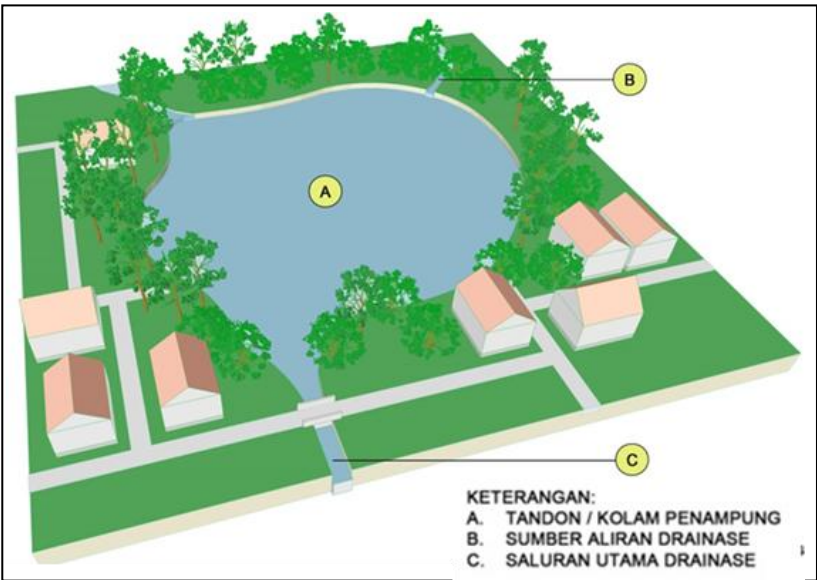 B
A
C
KETERANGAN:
A. TANDON / KOLAM PENAMPUNG
B. SUMBER ALIRAN DRAINASE
C. SALURAN UTAMA DRAINASE